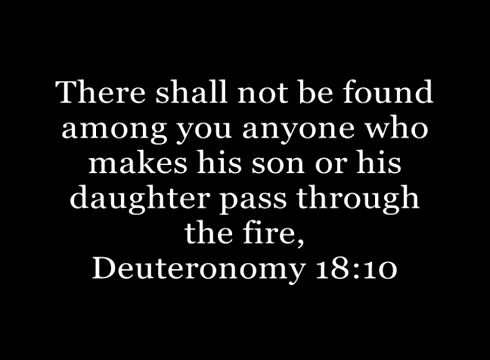 There shall not be found
among you anyone who
makes his son or his
daughter pass through
the fire,
Deuteronomy 18:10